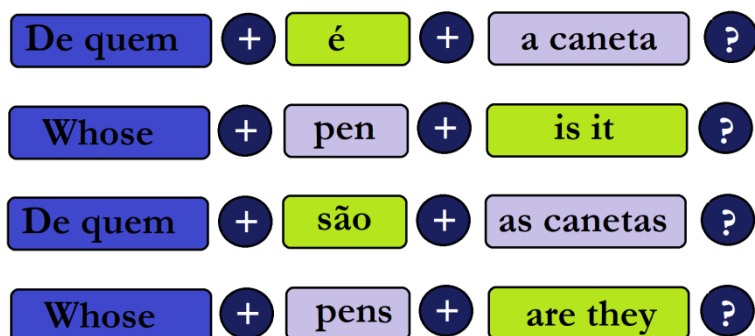 De quem + é + a caneta ?
Whose + pen + is it ?
De quem + são + as canetas ?
Whose + pens + are they ?